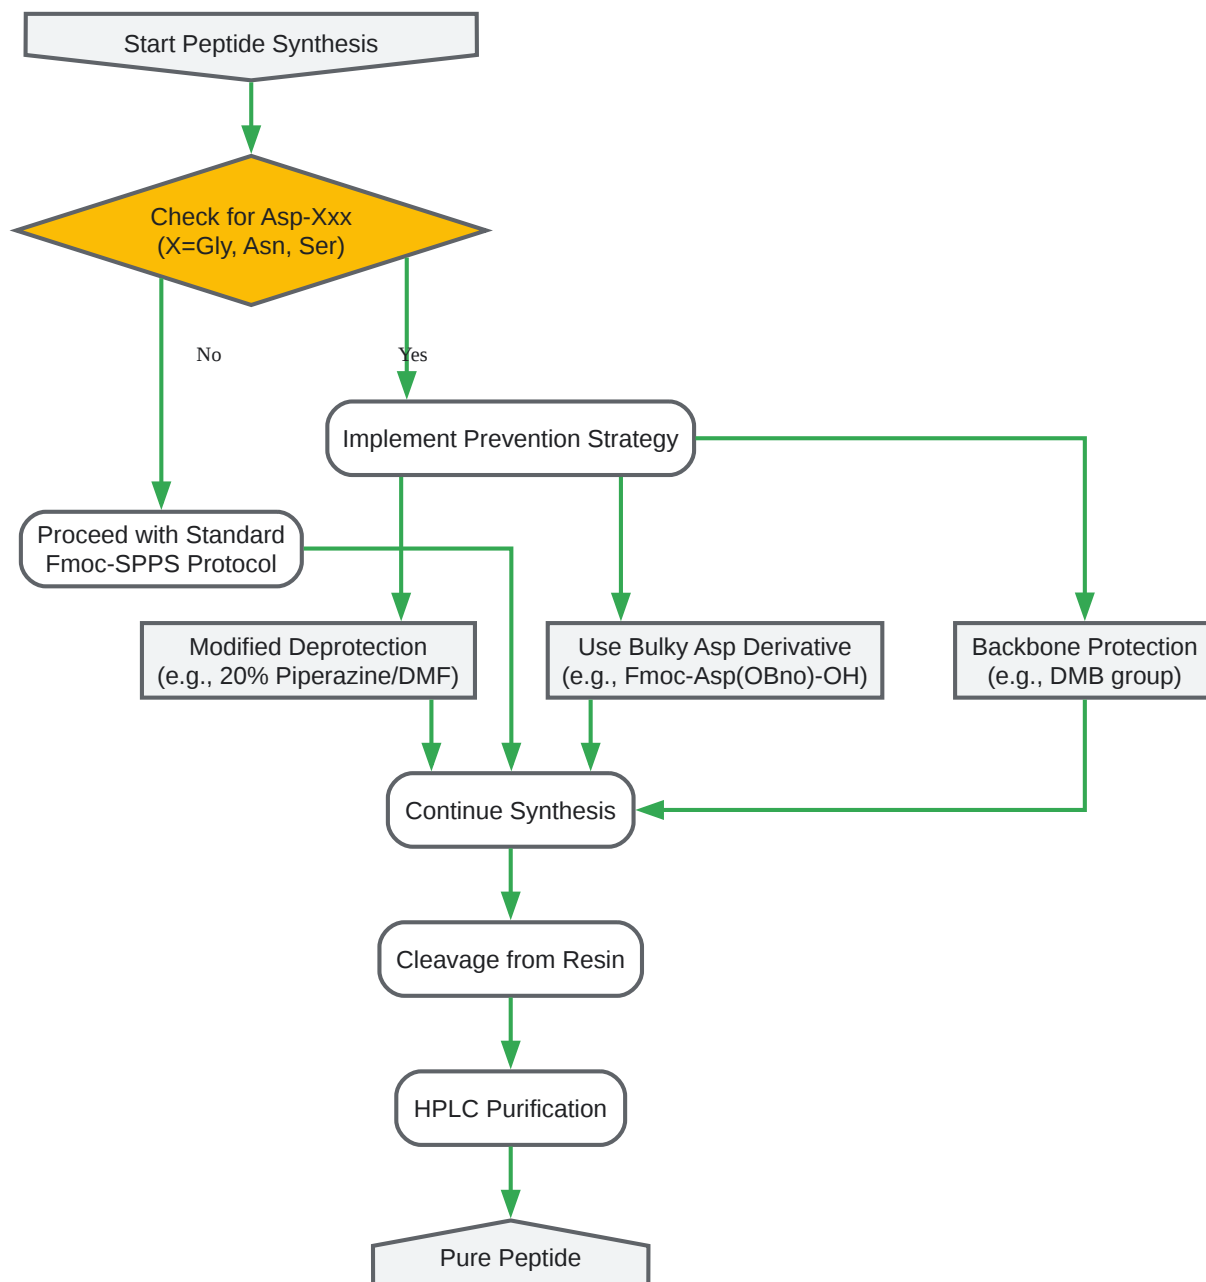 Start Peptide Synthesis
Check for Asp-Xxx
(X=Gly, Asn, Ser)
No
Yes
Implement Prevention Strategy
Proceed with Standard
Fmoc-SPPS Protocol
Modified Deprotection
(e.g., 20% Piperazine/DMF)
Use Bulky Asp Derivative
(e.g., Fmoc-Asp(OBno)-OH)
Backbone Protection
(e.g., DMB group)
Continue Synthesis
Cleavage from Resin
HPLC Purification
Pure Peptide